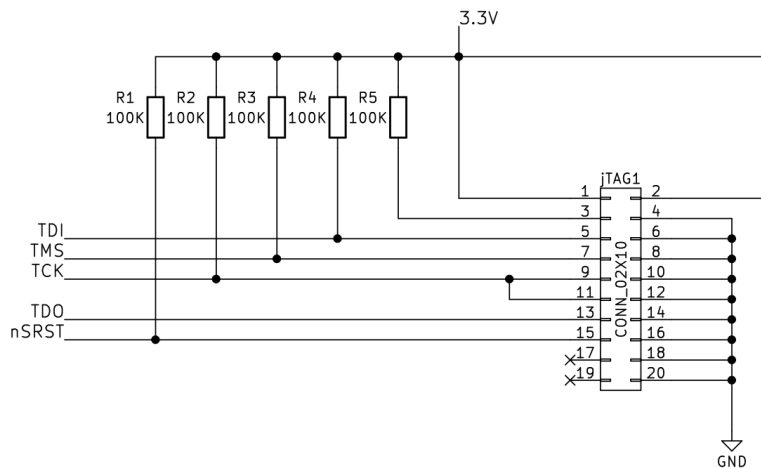 3.3V
R1 R2 R3 R4 R5
100K 100K 100K 100K 100K
jTAG1
1 2
3 4
TDI 5 6
TMS 7 8
TCK 9 10
11 12
TDO 13 14
nSRST 15 16
17 18
19 20
CONN_02X10
GND